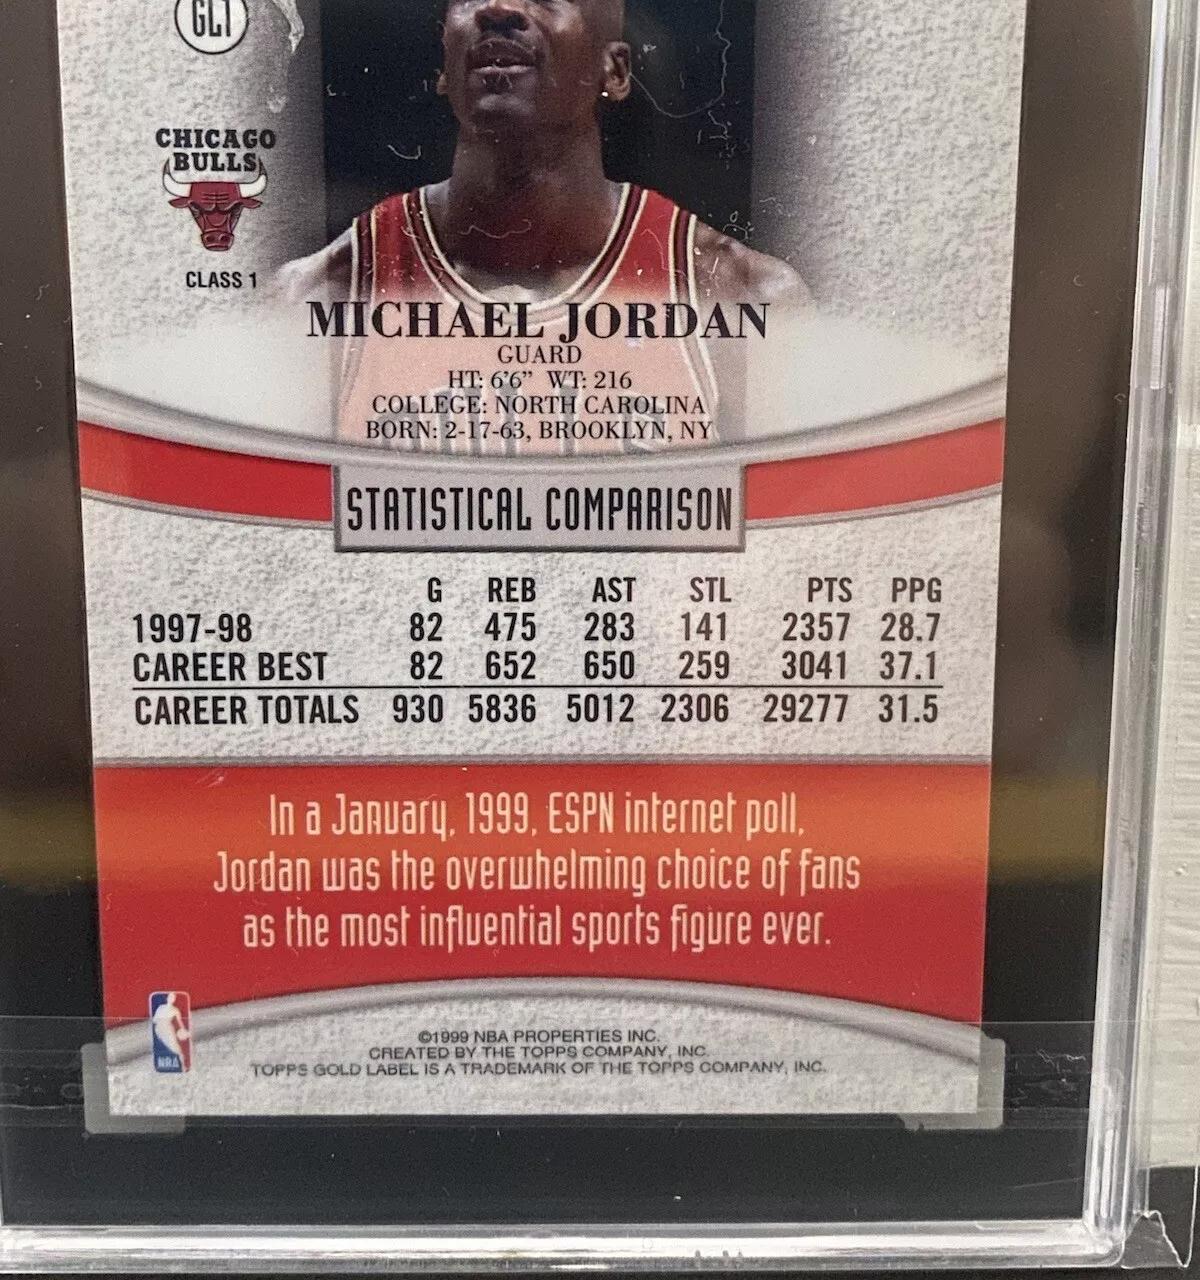 GL1
CHICAGO
BULLS
CLASS 1
MICHAEL JORDAN
GUARD
HT: 6'6" WT: 216
COLLEGE: NORTH CAROLINA
BORN: 2-17-63, BROOKLYN, NY
STATISTICAL COMPARISON
G REB AST STL PTS PPG
1997-98 82 475 283 141 2357 28.7
CAREER BEST 82 652 650 259 3041 37.1
CAREER TOTALS 930 5836 5012 2306 29277 31.5
In a January, 1999, ESPN internet poll,
Jordan was the overwhelming choice of fans
as the most influential sports figure ever.
NBA
©1999 NBA PROPERTIES INC.
CREATED BY THE TOPPS COMPANY, INC.
TOPPS GOLD LABEL IS A TRADEMARK OF THE TOPPS COMPANY, INC.